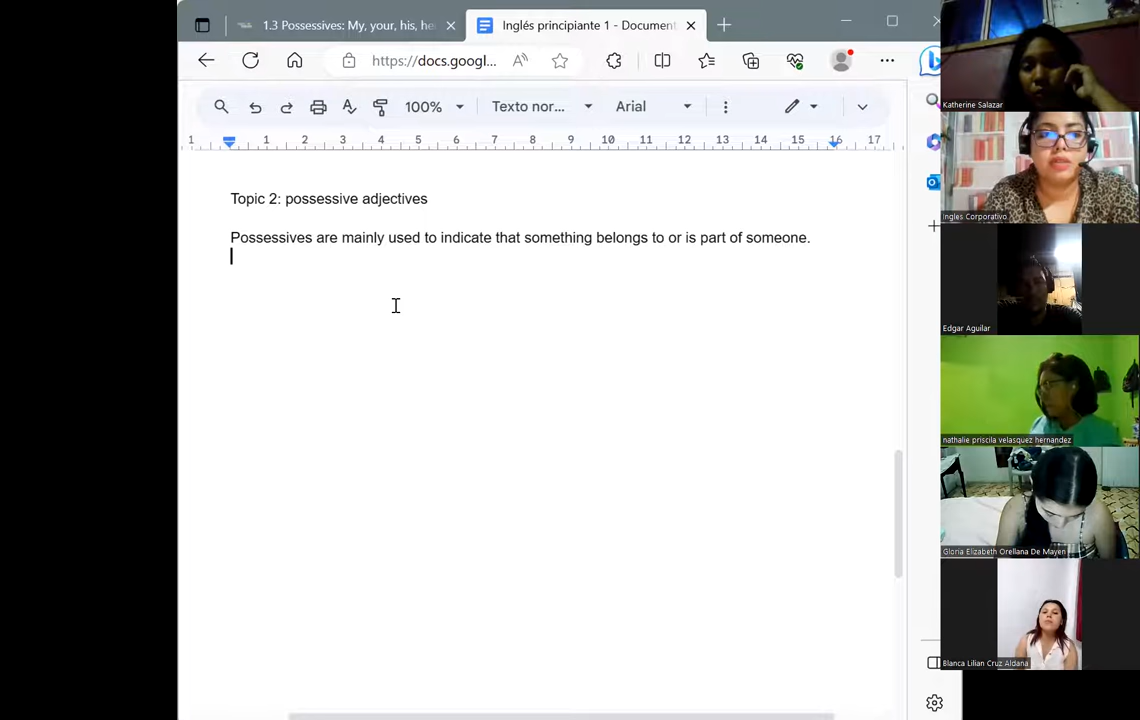 1.3 Possessives: My, your, his, he
Inglés principiante 1 - Document
https://docs.googl...
100%
Texto nor...
Arial
1 1 2 3 4 5 6 7 8 9 10 11 12 13 14 15 16 17
Topic 2: possessive adjectives
Possessives are mainly used to indicate that something belongs to or is part of someone.
Katherine Salazar
Ingles Corporativo
Edgar Aguilar
nathalie priscila velasquez hernandez
Gloria Elizabeth Orellana De Mayen
Blanca Lilian Cruz Aldana